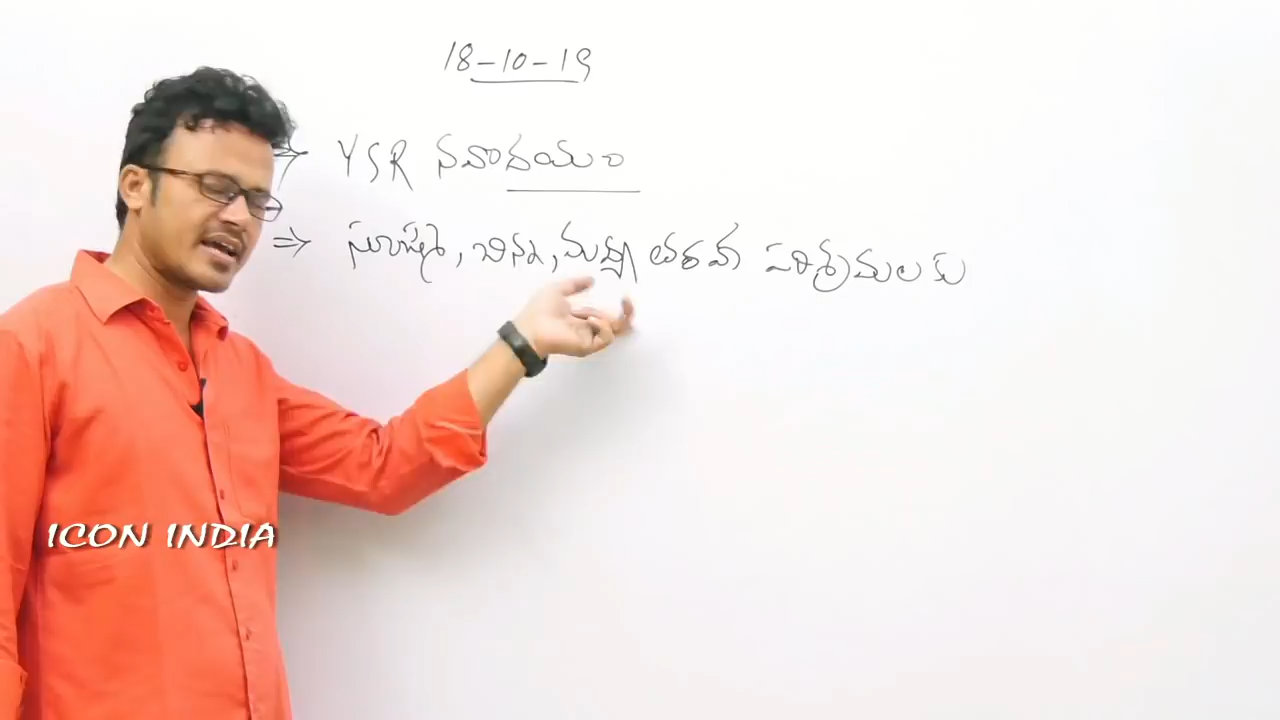 18-10-19
⇒ YSR నవోదయం
⇒ సూక్ష్మ, చిన్న, మధ్య తరహా పరిశ్రమలకు
ICON INDIA